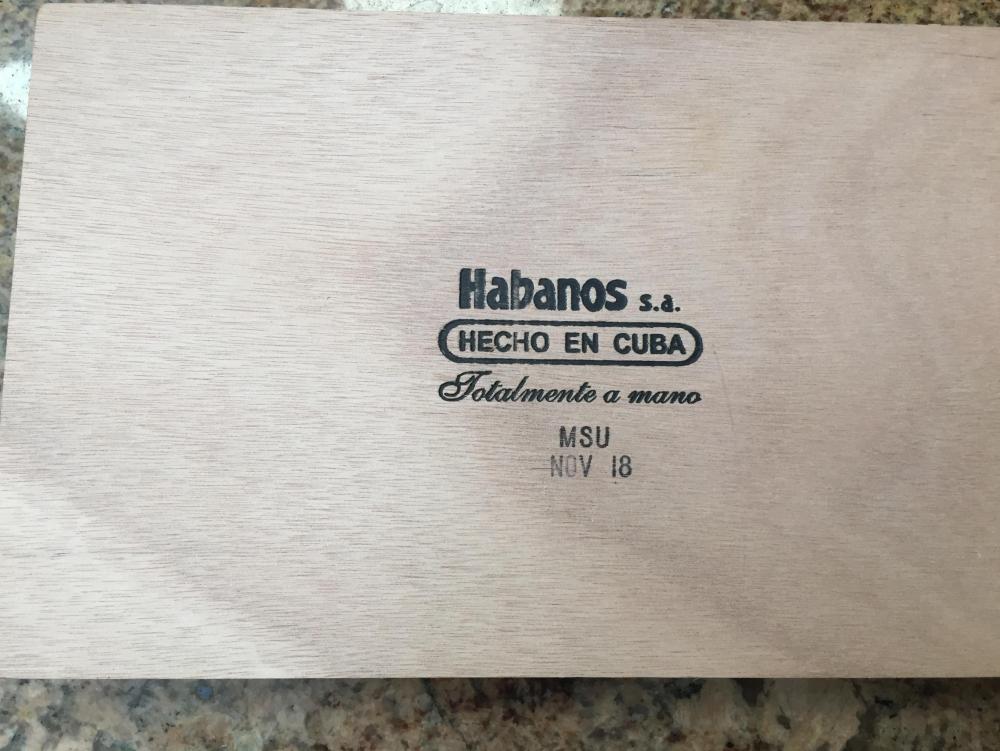 Habanos s.a.
HECHO EN CUBA
Totalmente a mano
MSU
NOV 18